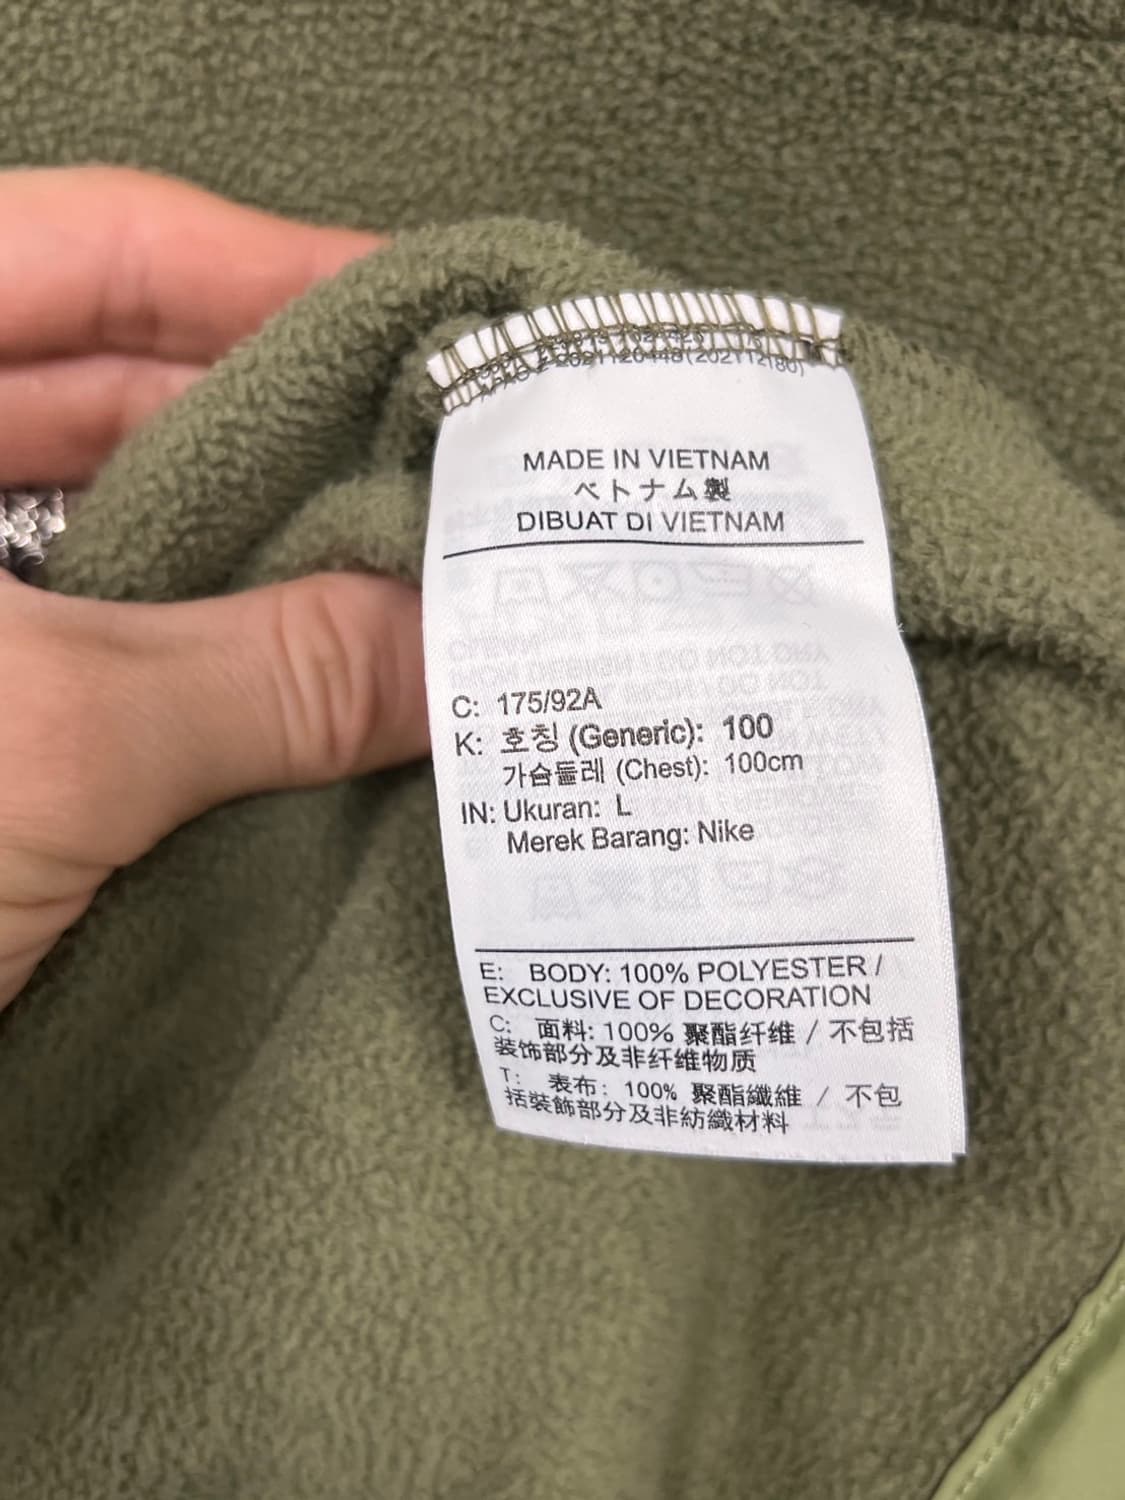 MADE IN VIETNAM
ベトナム製
DIBUAT DI VIETNAM
C: 175/92A
K: 호칭 (Generic): 100
가슴둘레 (Chest): 100cm
IN: Ukuran: L
Merek Barang: Nike
E: BODY: 100% POLYESTER /
EXCLUSIVE OF DECORATION
C: 面料: 100% 聚酯纤维 / 不包括
装饰部分及非纤维物质
T: 表布: 100% 聚酯纖維 / 不包
括裝飾部分及非紡織材料